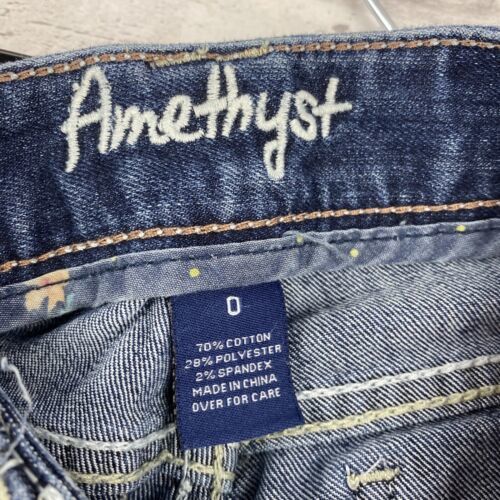 Amethyst
0
70% COTTON
28% POLYESTER
2% SPANDEX
MADE IN CHINA
OVER FOR CARE